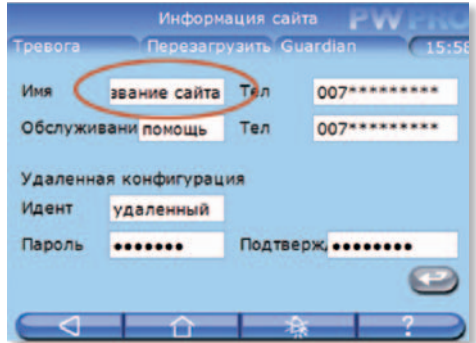 Информация сайта PWPRO
Тревога Перезагрузить Guardian 15:58
Имя звание сайта Тел 007*********
Обслуживани помощь Тел 007*********
Удаленная конфигурация
Идент удаленный
Пароль ••••••• Подтверж, ••••••••
?